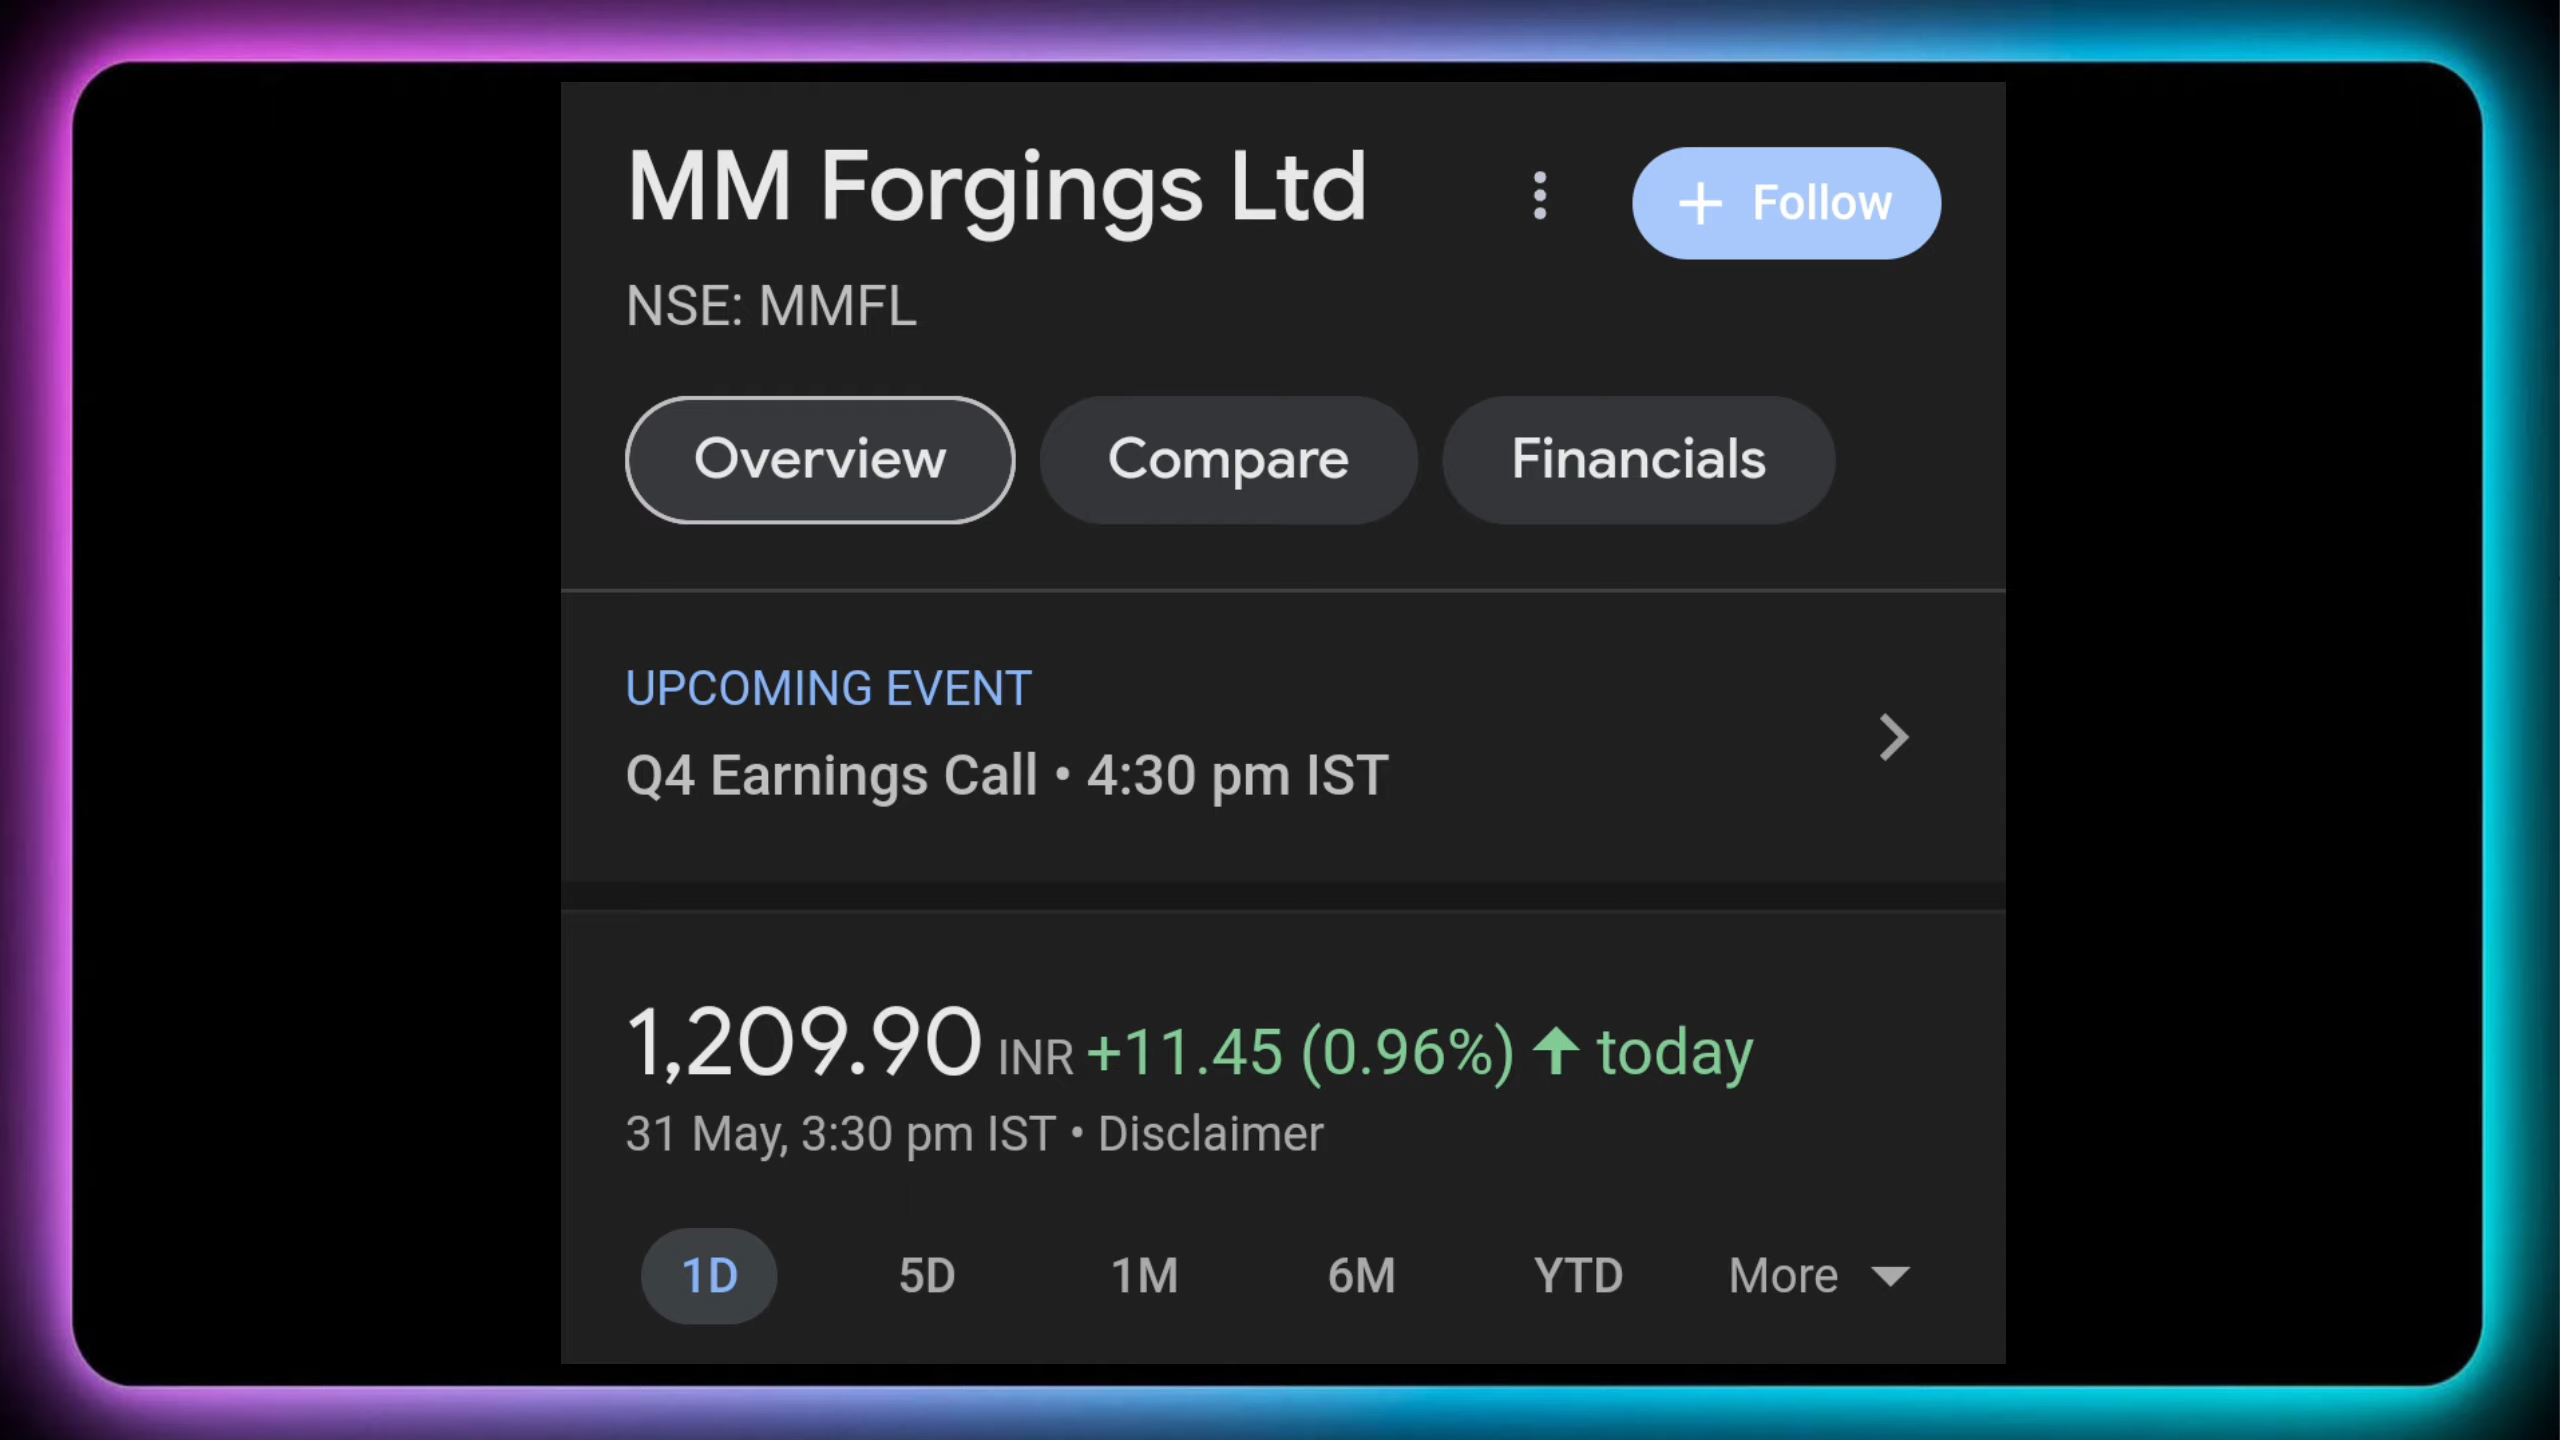 MM Forgings Ltd
+ Follow
NSE: MMFL
Overview
Compare
Financials
UPCOMING EVENT
Q4 Earnings Call • 4:30 pm IST
1,209.90 INR +11.45 (0.96%) ↑ today
31 May, 3:30 pm IST • Disclaimer
1D 5D 1M 6M YTD More